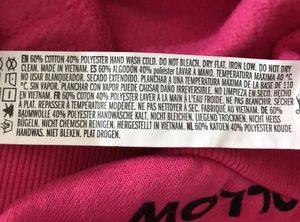 EN 60% COTTON 40% POLYESTER HAND WASH COLD. DO NOT BLEACH. DRY FLAT. IRON LOW. DO NOT DRY
CLEAN. MADE IN VIETNAM. ES 60% ALGODÓN 40% poliéster LAVAR A MANO. TEMPERATURA MÁXIMA 40 °C
NO USAR BLANQUEADOR. SECADO EXTENDIDO. PLANCHAR A UNA TEMPERATURA MÁXIMA DE LA BASE DE 110
°C, SIN VAPOR. PLANCHAR CON VAPOR PUEDE CAUSAR DAÑO IRREVERSIBLE. NO LIMPIEZA EN SECO. HECHO
EN VIETNAM. FR 60% COTON 40% POLYESTER LAVER À LA MAIN À L'EAU FROIDE. NE PAS BLANCHIR. SÉCHER
À PLAT. REPASSER À TEMPÉRATURE MODÉRÉE. NE PAS NETTOYER À SEC. FABRIQUÉ EN VIETNAM. DE 60%
BAUMWOLLE 40% POLYESTER HANDWÄSCHE KALT. NICHT BLEICHEN. LIEGEND TROCKNEN. NICHT HEISS
BÜGELN. NICHT CHEMISCH REINIGEN. HERGESTELLT IN VIETNAM. NL 60% KATOEN 40% POLYESTER KOUDE
HANDWAS. NIET BLEKEN. PLAT DROGEN.